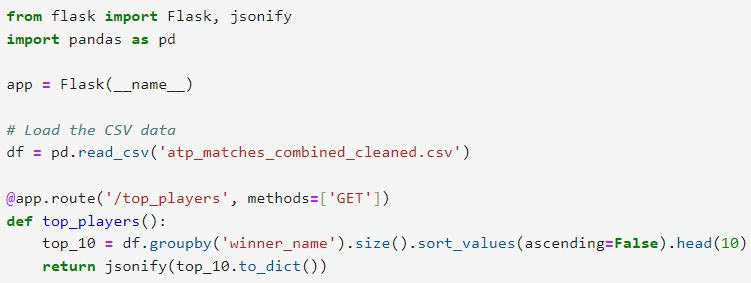 from flask import Flask, jsonify
import pandas as pd

app = Flask(__name__)

# Load the CSV data
df = pd.read_csv('atp_matches_combined_cleaned.csv')

@app.route('/top_players', methods=['GET'])
def top_players():
    top_10 = df.groupby('winner_name').size().sort_values(ascending=False).head(10)
    return jsonify(top_10.to_dict())